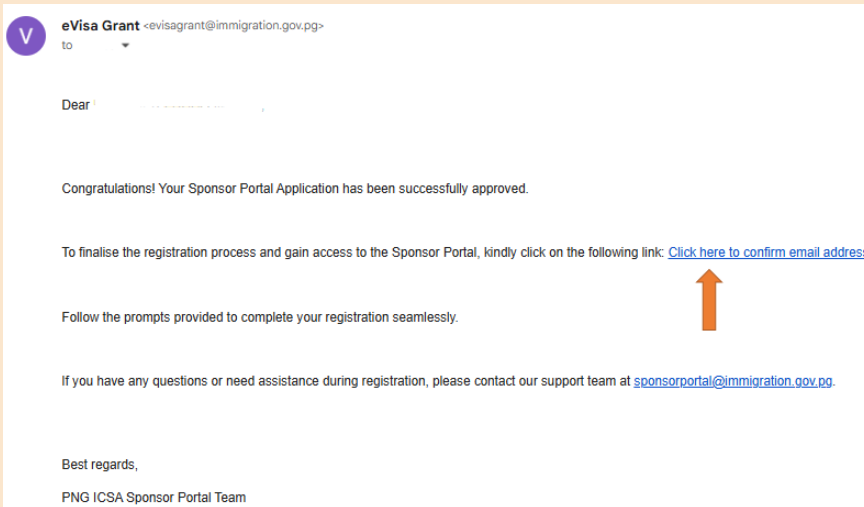 V
eVisa Grant <evisagrant@immigration.gov.pg>
to
Dear
Congratulations! Your Sponsor Portal Application has been successfully approved.
To finalise the registration process and gain access to the Sponsor Portal, kindly click on the following link: Click here to confirm email address
Follow the prompts provided to complete your registration seamlessly.
If you have any questions or need assistance during registration, please contact our support team at sponsorportal@immigration.gov.pg.
Best regards,
PNG ICSA Sponsor Portal Team